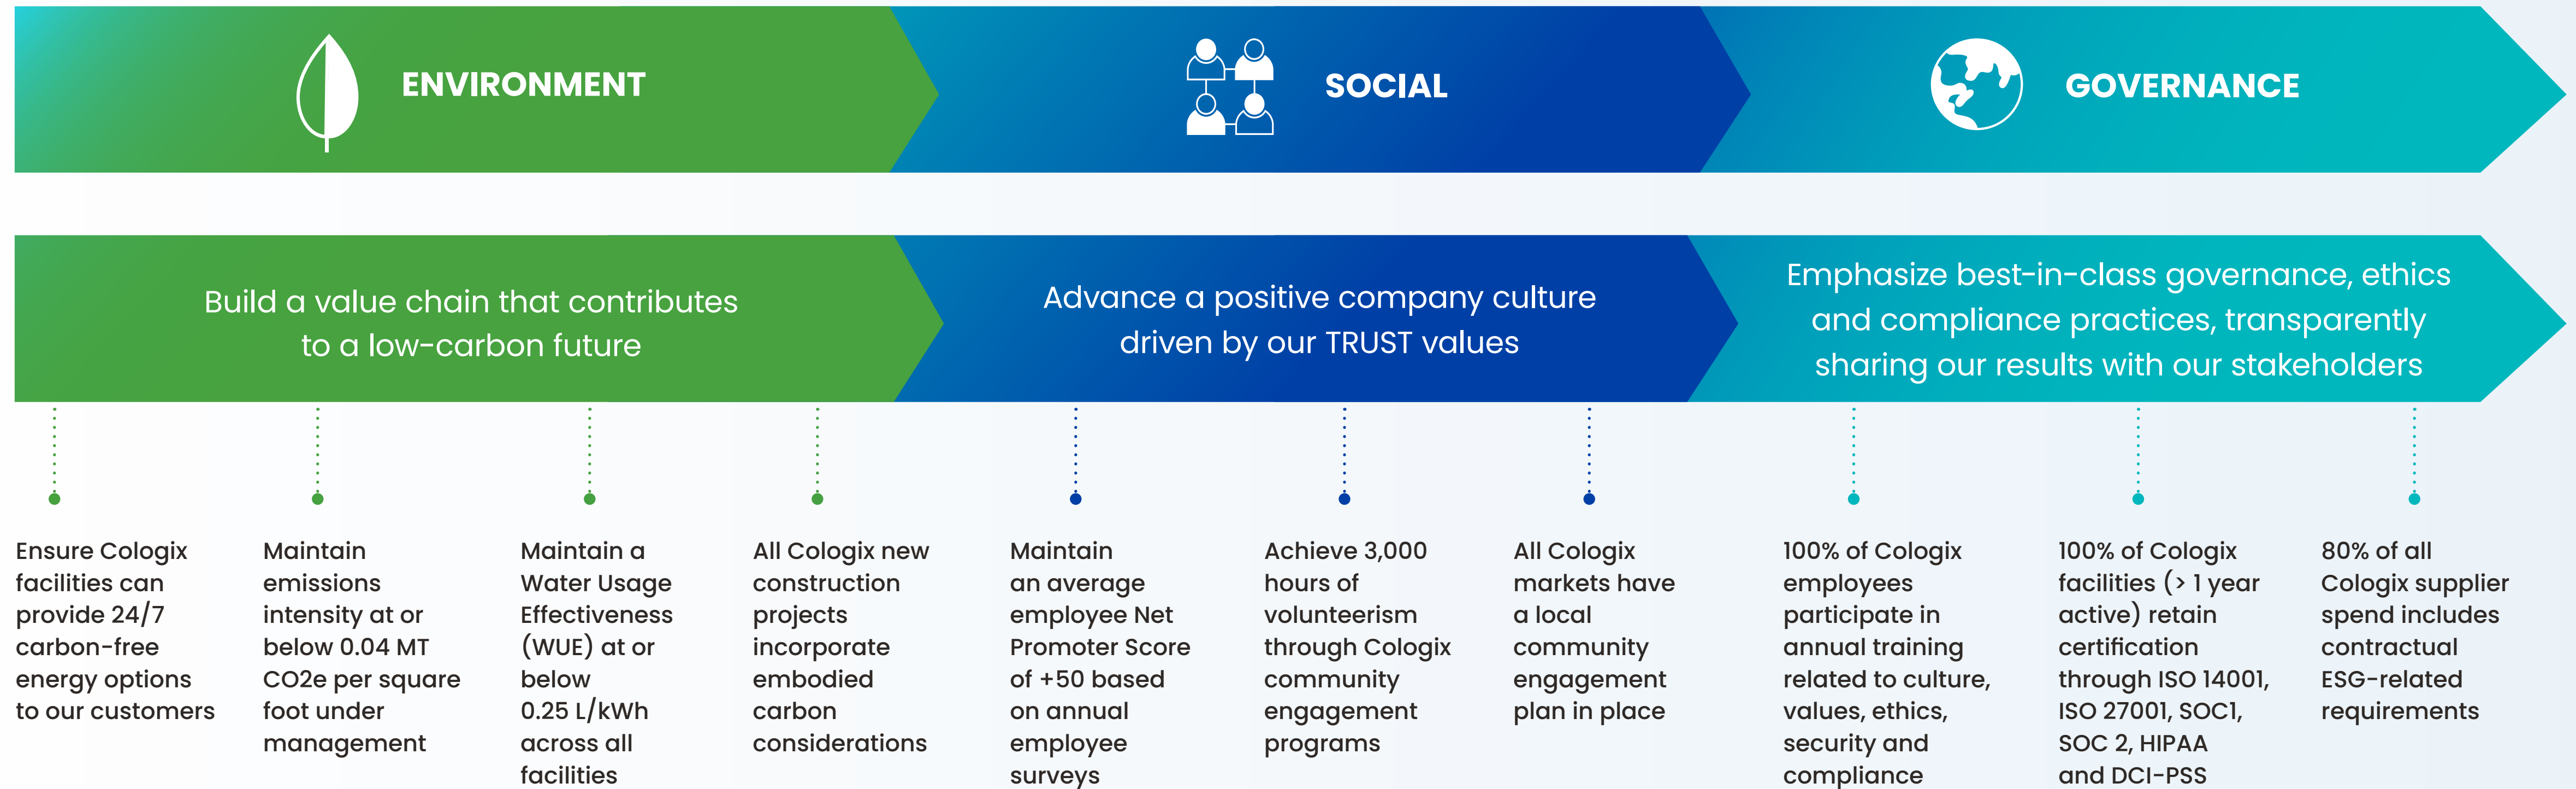 ENVIRONMENT
SOCIAL
GOVERNANCE
Build a value chain that contributes
to a low-carbon future
Advance a positive company culture
driven by our TRUST values
Emphasize best-in-class governance, ethics
and compliance practices, transparently
sharing our results with our stakeholders
Ensure Cologix
facilities can
provide 24/7
carbon-free
energy options
to our customers
Maintain
emissions
intensity at or
below 0.04 MT
CO2e per square
foot under
management
Maintain a
Water Usage
Effectiveness
(WUE) at or
below
0.25 L/kWh
across all
facilities
All Cologix new
construction
projects
incorporate
embodied
carbon
considerations
Maintain
an average
employee Net
Promoter Score
of +50 based
on annual
employee
surveys
Achieve 3,000
hours of
volunteerism
through Cologix
community
engagement
programs
All Cologix
markets have
a local
community
engagement
plan in place
100% of Cologix
employees
participate in
annual training
related to culture,
values, ethics,
security and
compliance
100% of Cologix
facilities (> 1 year
active) retain
certification
through ISO 14001,
ISO 27001, SOC1,
SOC 2, HIPAA
and DCI-PSS
80% of all
Cologix supplier
spend includes
contractual
ESG-related
requirements